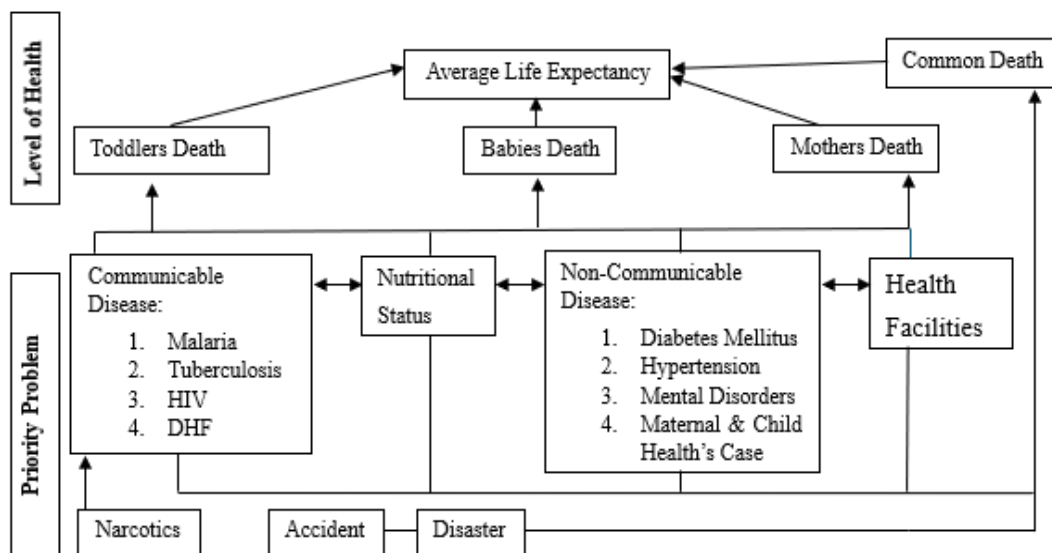 Level of Health
Average Life Expectancy
Common Death
Toddlers Death
Babies Death
Mothers Death
Priority Problem
Communicable
Disease:
1. Malaria
2. Tuberculosis
3. HIV
4. DHF
Nutritional
Status
Non-Communicable
Disease:
1. Diabetes Mellitus
2. Hypertension
3. Mental Disorders
4. Maternal & Child
Health's Case
Health
Facilities
Narcotics
Accident
Disaster